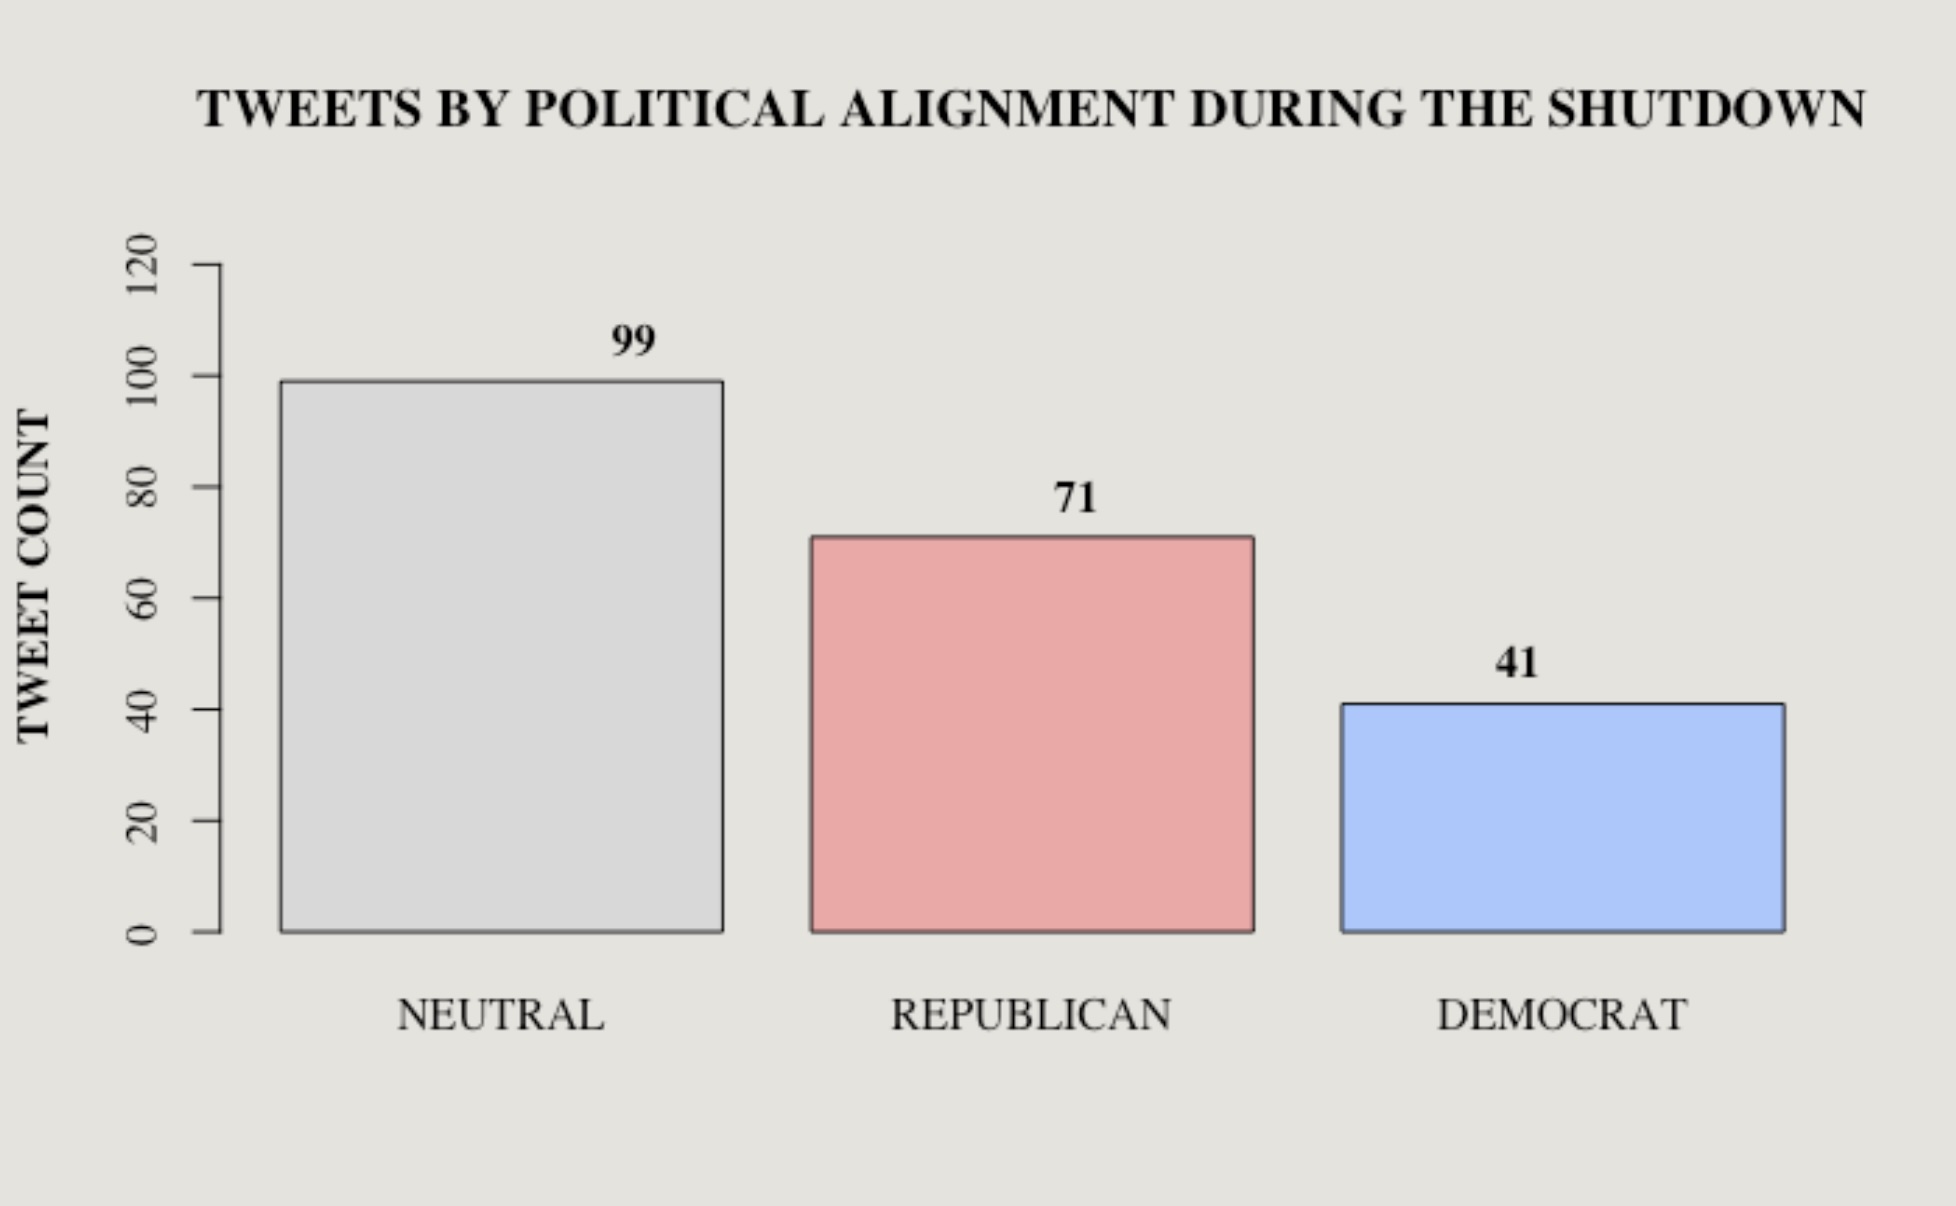 TWEETS BY POLITICAL ALIGNMENT DURING THE SHUTDOWN
TWEET COUNT
120
100
80
60
40
20
0
99
71
41
NEUTRAL
REPUBLICAN
DEMOCRAT